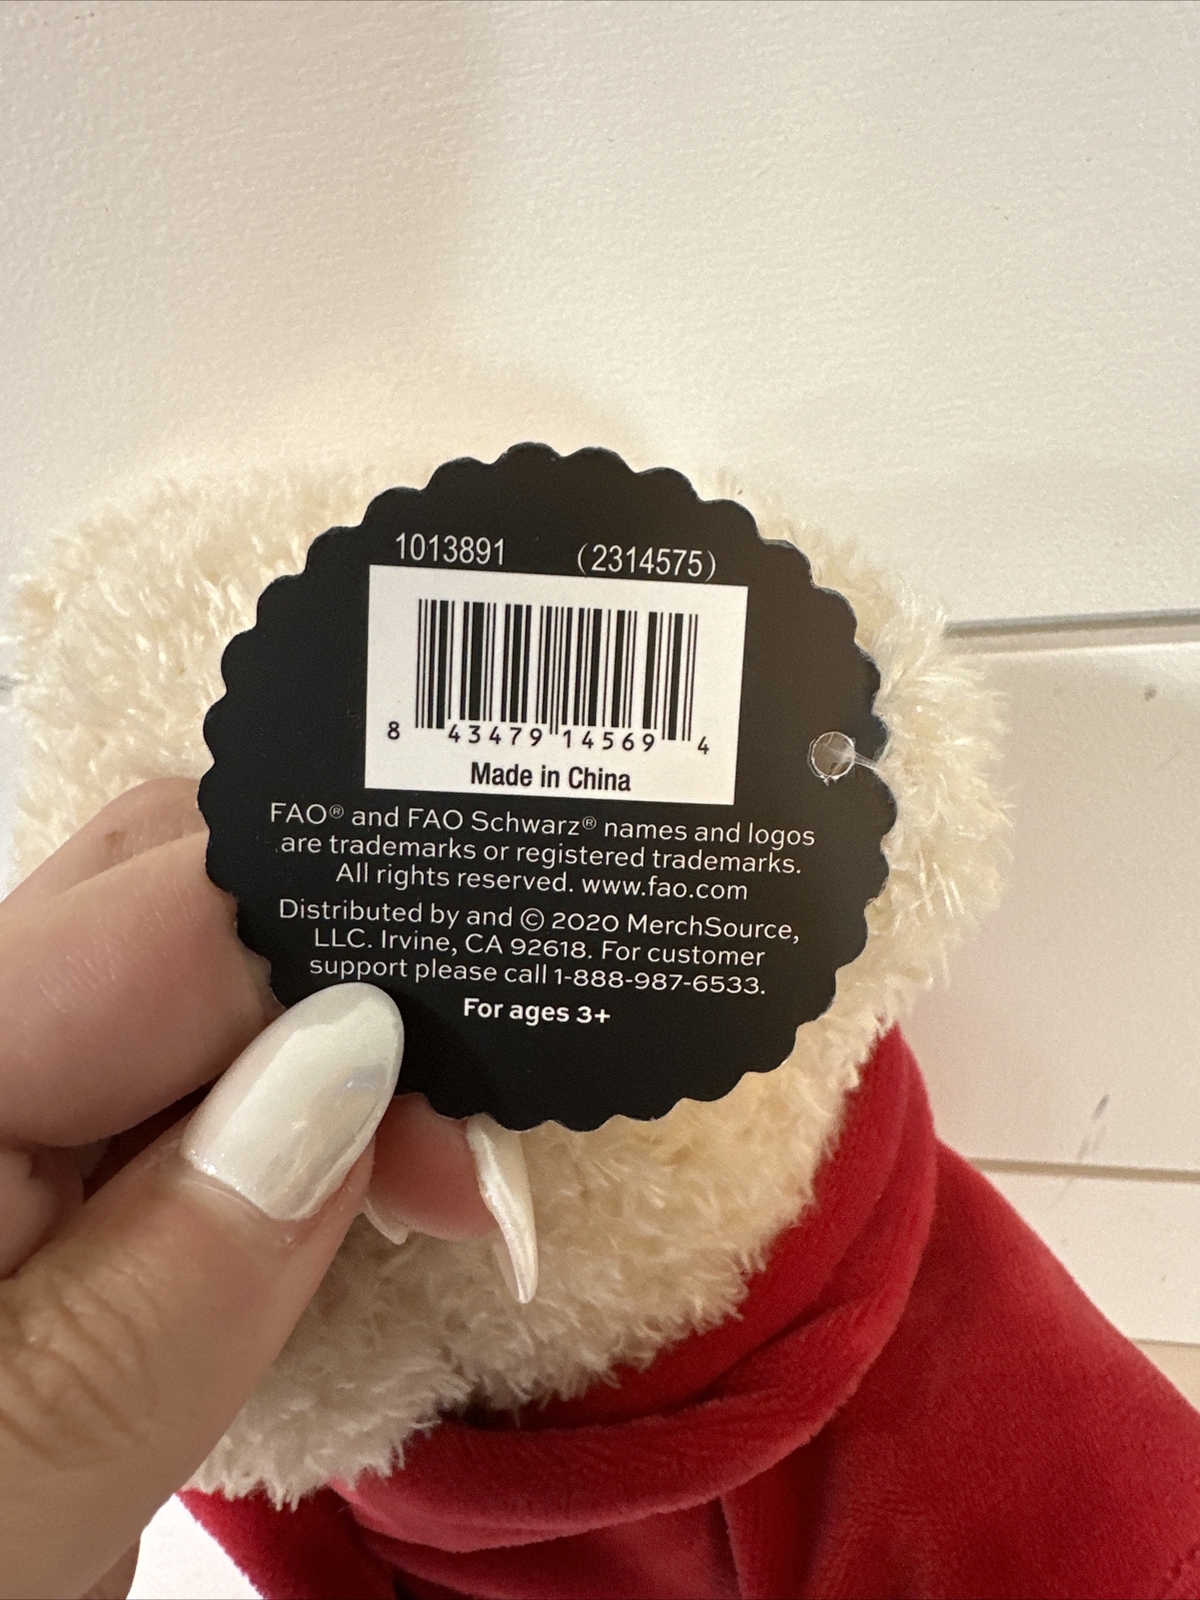 1013891 (2314575)
8 43479 14569 4
Made in China
FAO® and FAO Schwarz® names and logos
are trademarks or registered trademarks.
All rights reserved. www.fao.com
Distributed by and © 2020 MerchSource,
LLC. Irvine, CA 92618. For customer
support please call 1-888-987-6533.
For ages 3+